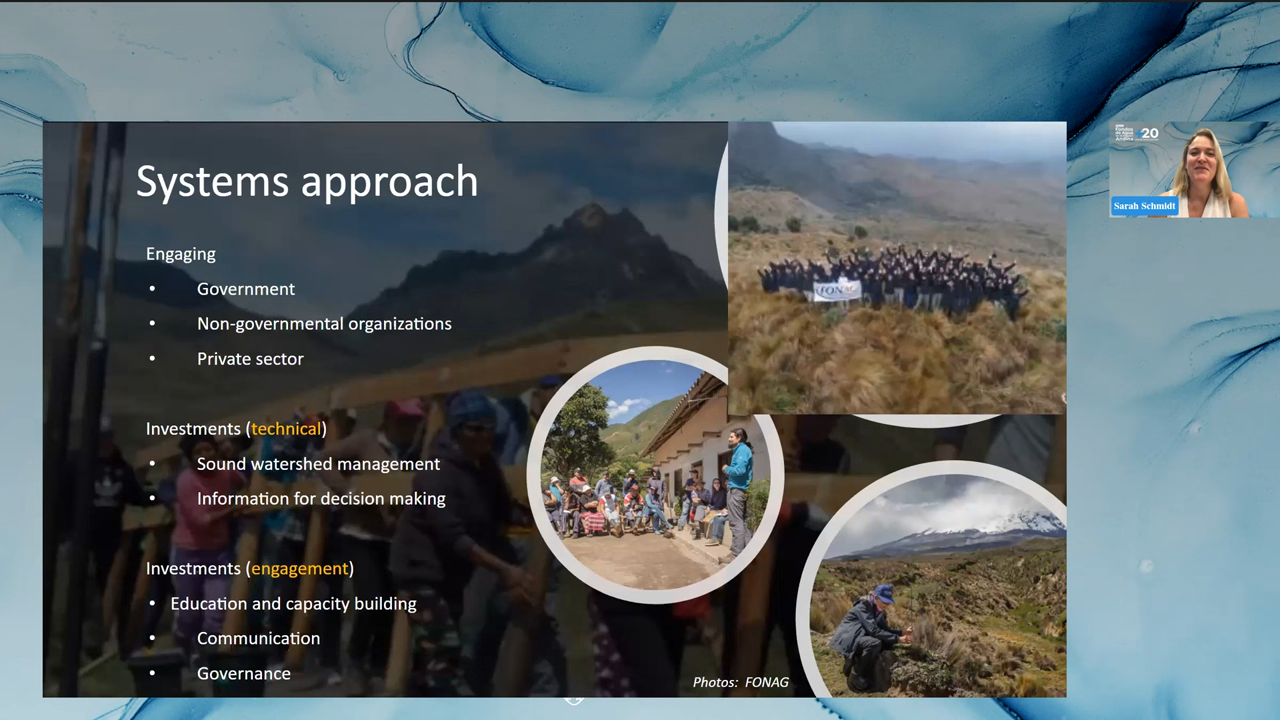 Systems approach
Engaging
• Government
• Non-governmental organizations
• Private sector
Investments (technical)
• Sound watershed management
• Information for decision making
Investments (engagement)
• Education and capacity building
• Communication
• Governance
FONAG
Photos: FONAG
+20
Sarah Schmidt